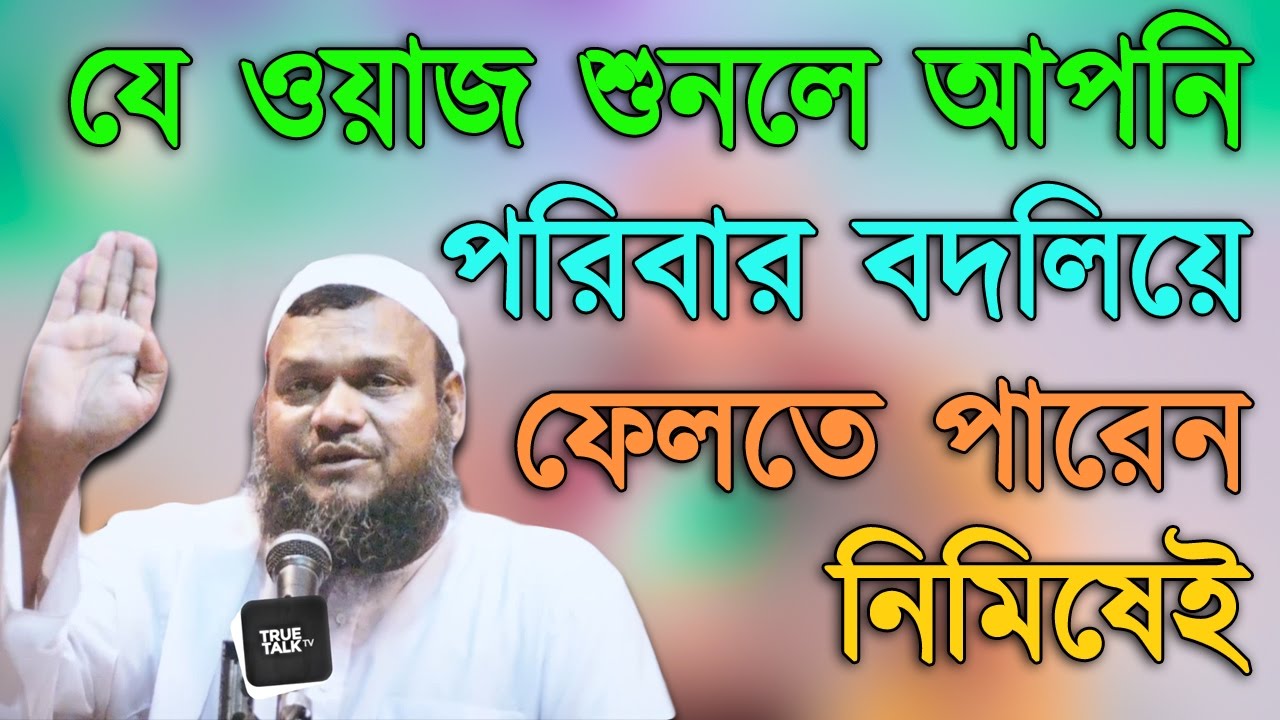 যে ওয়াজ শুনলে আপনি
পরিবার বদলিয়ে
ফেলতে পারেন
নিমিষেই
TRUE
TALK TV